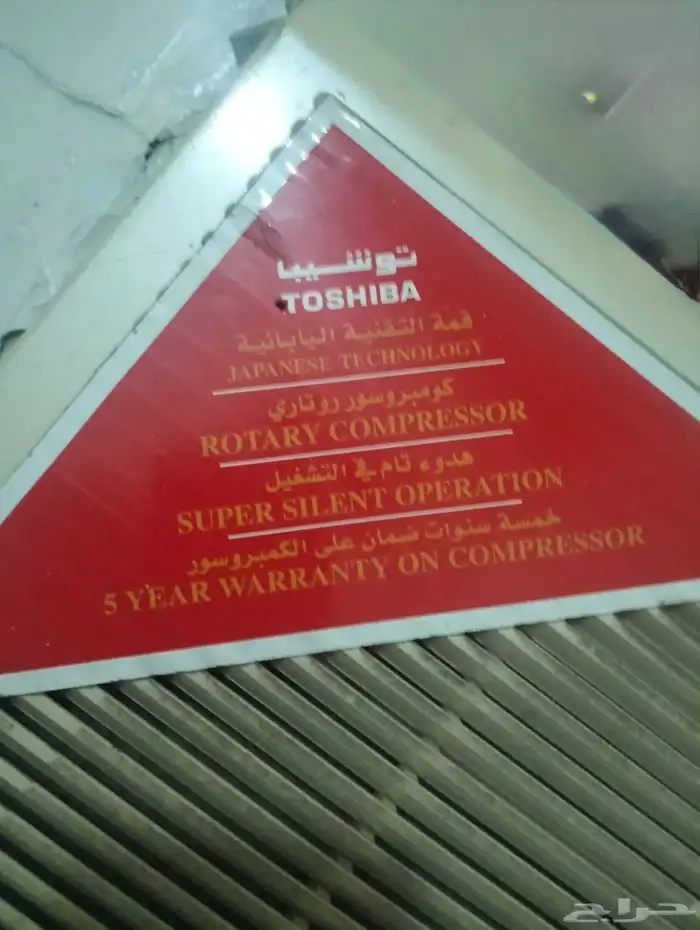 توشيبا
TOSHIBA
قمة التقنية اليابانية
JAPANESE TECHNOLOGY
كومبروسور روتاري
ROTARY COMPRESSOR
هدوء تام في التشغيل
SUPER SILENT OPERATION
خمسة سنوات ضمان على الكمبروسور
5 YEAR WARRANTY ON COMPRESSOR
حراج